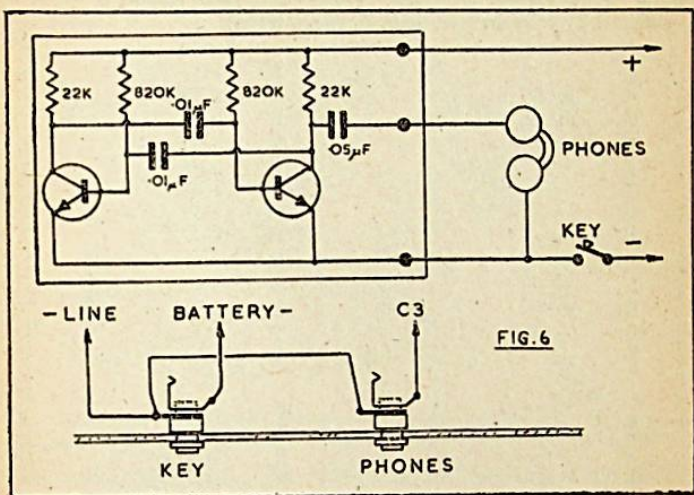 22K
820K
·01µF
820K
22K
·01µF
·05µF
+
PHONES
KEY
-
-LINE
BATTERY-
C3
FIG.6
KEY
PHONES